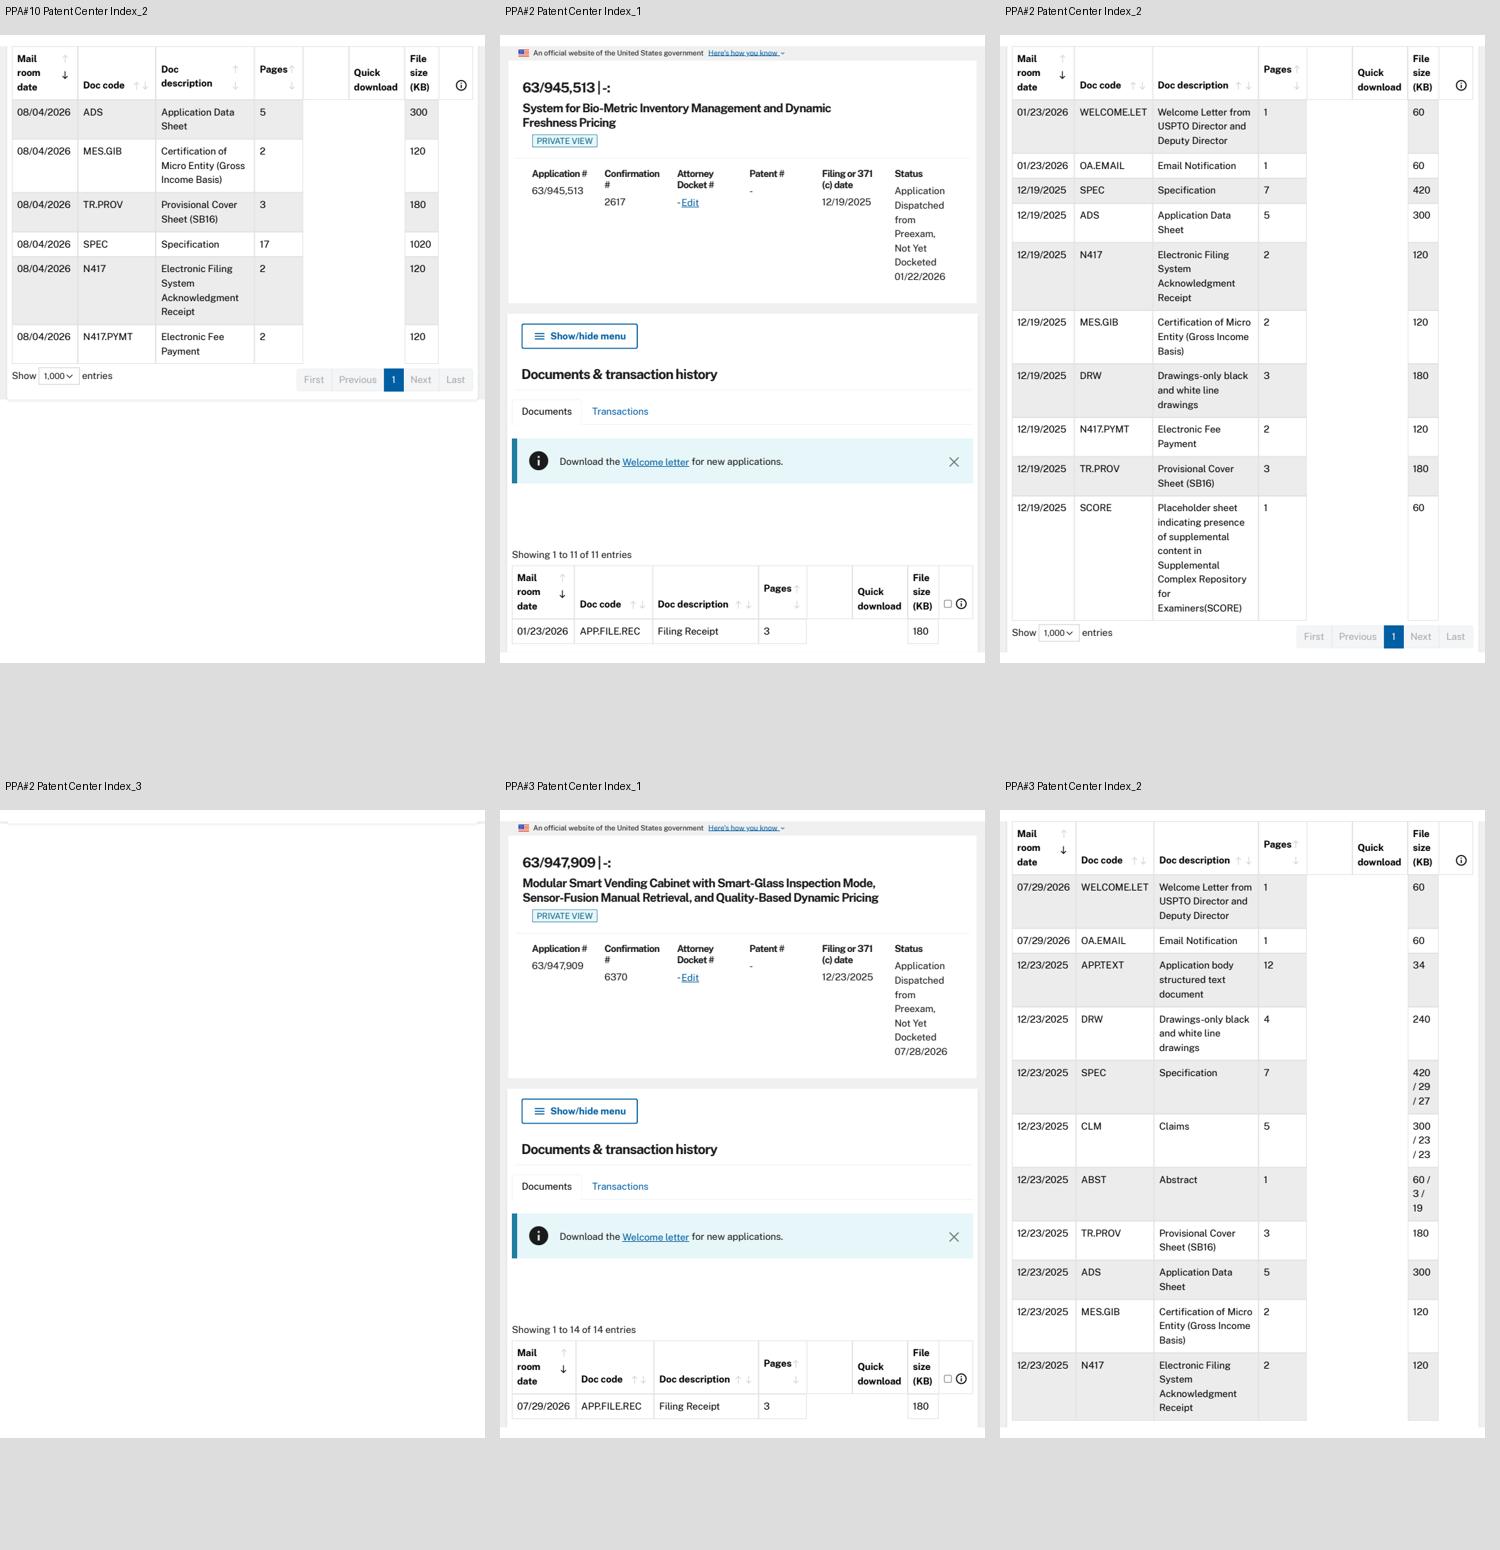 PPA#10 Patent Center Index_2
Mail room date Doc code Doc description Pages Quick download File size (KB)
08/04/2026 ADS Application Data Sheet 5 300
08/04/2026 MES.GIB Certification of Micro Entity (Gross Income Basis) 2 120
08/04/2026 TR.PROV Provisional Cover Sheet (SB16) 3 180
08/04/2026 SPEC Specification 17 1020
08/04/2026 N417 Electronic Filing System Acknowledgment Receipt 2 120
08/04/2026 N417.PYMT Electronic Fee Payment 2 120
Show 1,000 entries First Previous 1 Next Last
PPA#2 Patent Center Index_1
An official website of the United States government Here's how you know
63/945,513 | -:
System for Bio-Metric Inventory Management and Dynamic
Freshness Pricing
PRIVATE VIEW
Application # Confirmation # Attorney Docket # Patent # Filing or 371 (c) date Status
63/945,513 2617 - Edit - 12/19/2025 Application Dispatched from Preexam, Not Yet Docketed 01/22/2026
Show/hide menu
Documents & transaction history
Documents Transactions
Download the Welcome letter for new applications.
Showing 1 to 11 of 11 entries
Mail room date Doc code Doc description Pages Quick download File size (KB)
01/23/2026 APP.FILE.REC Filing Receipt 3 180
PPA#2 Patent Center Index_2
Mail room date Doc code Doc description Pages Quick download File size (KB)
01/23/2026 WELCOME.LET Welcome Letter from USPTO Director and Deputy Director 1 60
01/23/2026 OA.EMAIL Email Notification 1 60
12/19/2025 SPEC Specification 7 420
12/19/2025 ADS Application Data Sheet 5 300
12/19/2025 N417 Electronic Filing System Acknowledgment Receipt 2 120
12/19/2025 MES.GIB Certification of Micro Entity (Gross Income Basis) 2 120
12/19/2025 DRW Drawings-only black and white line drawings 3 180
12/19/2025 N417.PYMT Electronic Fee Payment 2 120
12/19/2025 TR.PROV Provisional Cover Sheet (SB16) 3 180
12/19/2025 SCORE Placeholder sheet indicating presence of supplemental content in Supplemental Complex Repository for Examiners(SCORE) 1 60
Show 1,000 entries First Previous 1 Next Last
PPA#2 Patent Center Index_3
PPA#3 Patent Center Index_1
An official website of the United States government Here's how you know
63/947,909 | -:
Modular Smart Vending Cabinet with Smart-Glass Inspection Mode,
Sensor-Fusion Manual Retrieval, and Quality-Based Dynamic Pricing
PRIVATE VIEW
Application # Confirmation # Attorney Docket # Patent # Filing or 371 (c) date Status
63/947,909 6370 - Edit - 12/23/2025 Application Dispatched from Preexam, Not Yet Docketed 07/28/2026
Show/hide menu
Documents & transaction history
Documents Transactions
Download the Welcome letter for new applications.
Showing 1 to 14 of 14 entries
Mail room date Doc code Doc description Pages Quick download File size (KB)
07/29/2026 APP.FILE.REC Filing Receipt 3 180
PPA#3 Patent Center Index_2
Mail room date Doc code Doc description Pages Quick download File size (KB)
07/29/2026 WELCOME.LET Welcome Letter from USPTO Director and Deputy Director 1 60
07/29/2026 OA.EMAIL Email Notification 1 60
12/23/2025 APP.TEXT Application body structured text document 12 34
12/23/2025 DRW Drawings-only black and white line drawings 4 240
12/23/2025 SPEC Specification 7 420 / 29 / 27
12/23/2025 CLM Claims 5 300 / 23 / 23
12/23/2025 ABST Abstract 1 60 / 3 / 19
12/23/2025 TR.PROV Provisional Cover Sheet (SB16) 3 180
12/23/2025 ADS Application Data Sheet 5 300
12/23/2025 MES.GIB Certification of Micro Entity (Gross Income Basis) 2 120
12/23/2025 N417 Electronic Filing System Acknowledgment Receipt 2 120